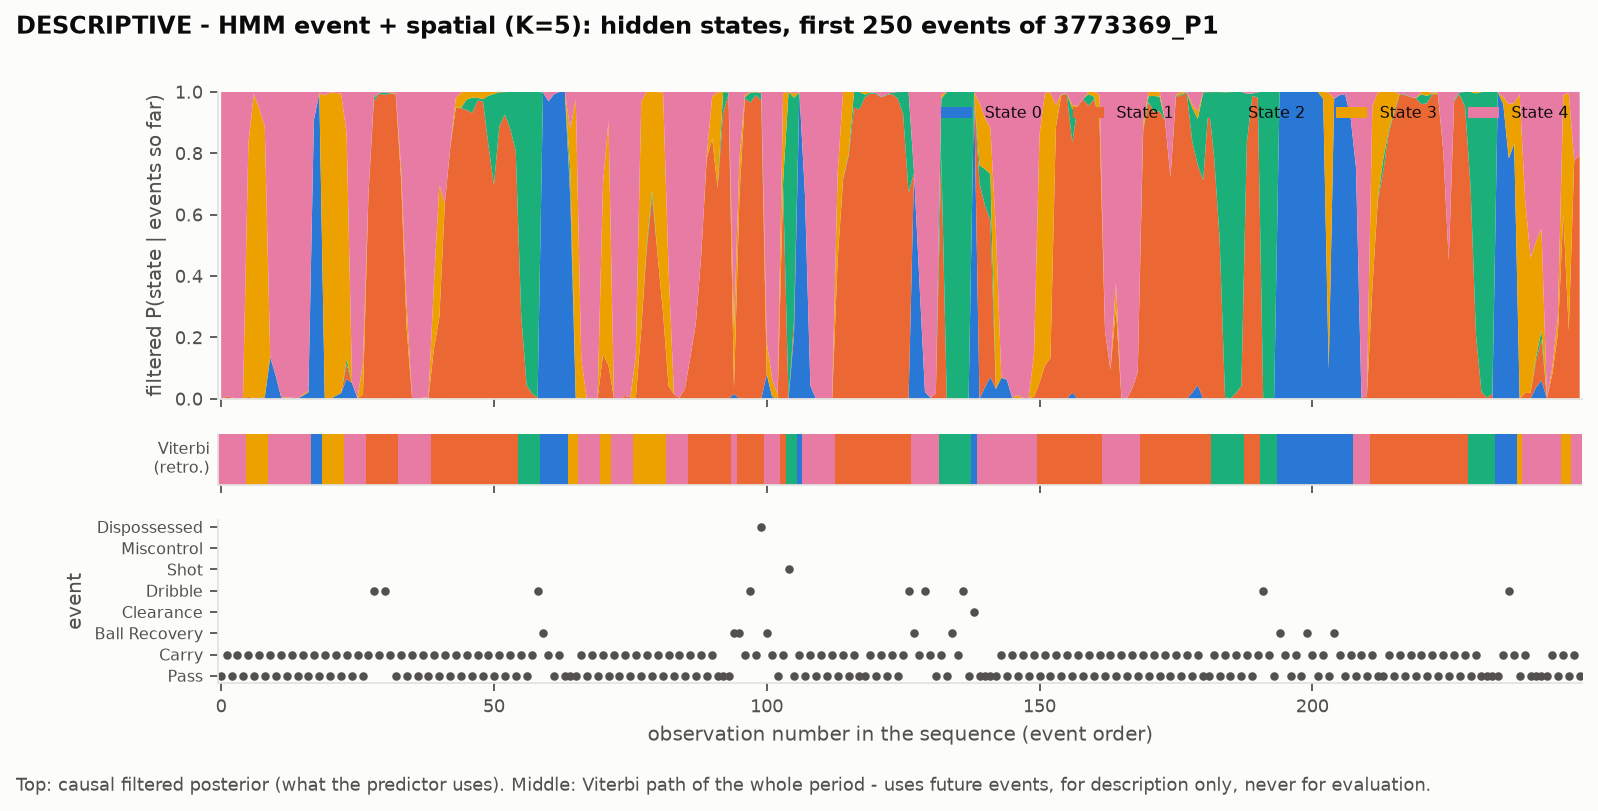 DESCRIPTIVE - HMM event + spatial (K=5): hidden states, first 250 events of 3773369_P1
filtered P(state | events so far)
1.0
0.8
0.6
0.4
0.2
0.0
State 0
State 1
State 2
State 3
State 4
Viterbi
(retro.)
event
Dispossessed
Miscontrol
Shot
Dribble
Clearance
Ball Recovery
Carry
Pass
0
50
100
150
200
observation number in the sequence (event order)
Top: causal filtered posterior (what the predictor uses). Middle: Viterbi path of the whole period - uses future events, for description only, never for evaluation.